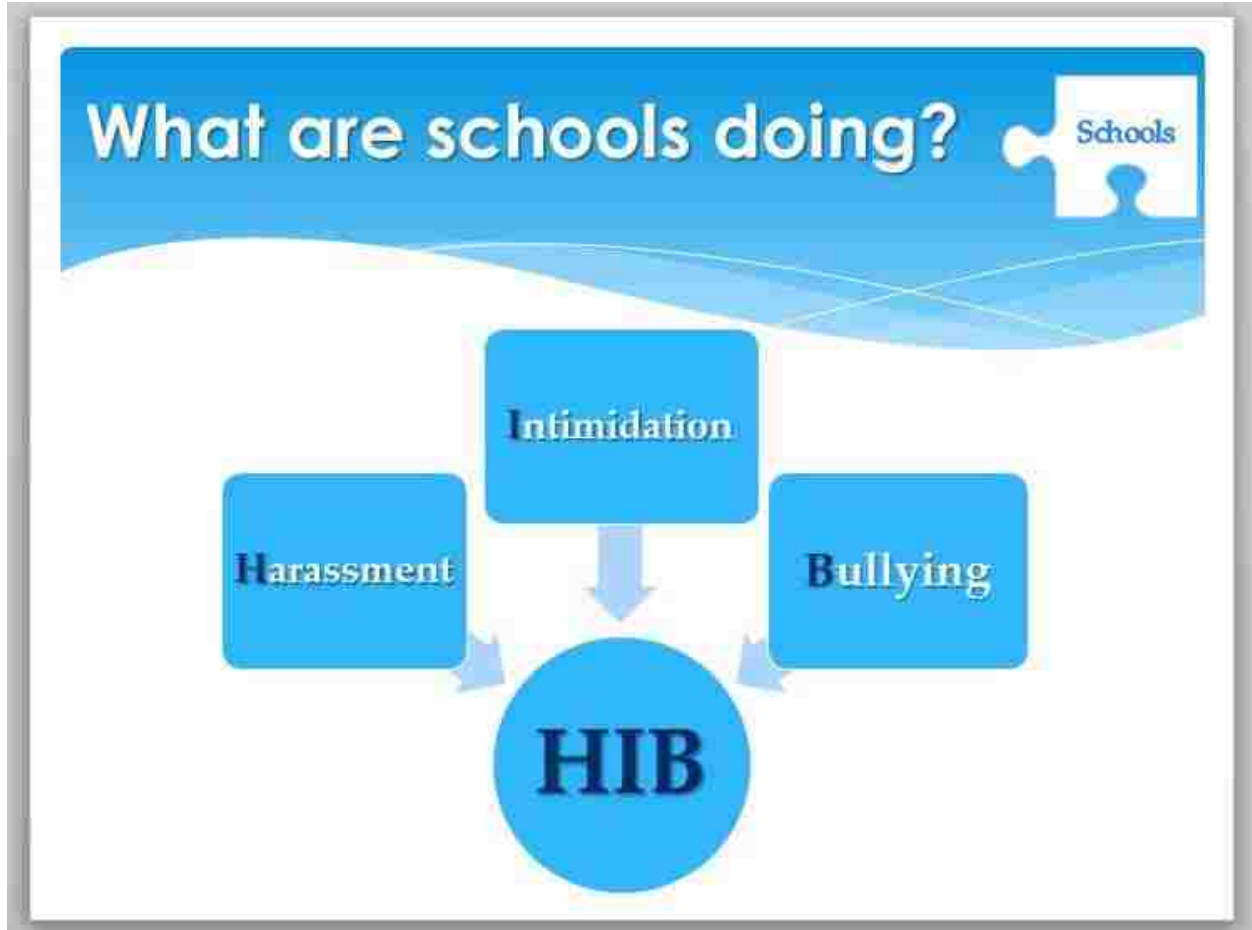 What are schools doing?
Schools
Intimidation
Harassment
Bullying
HIB